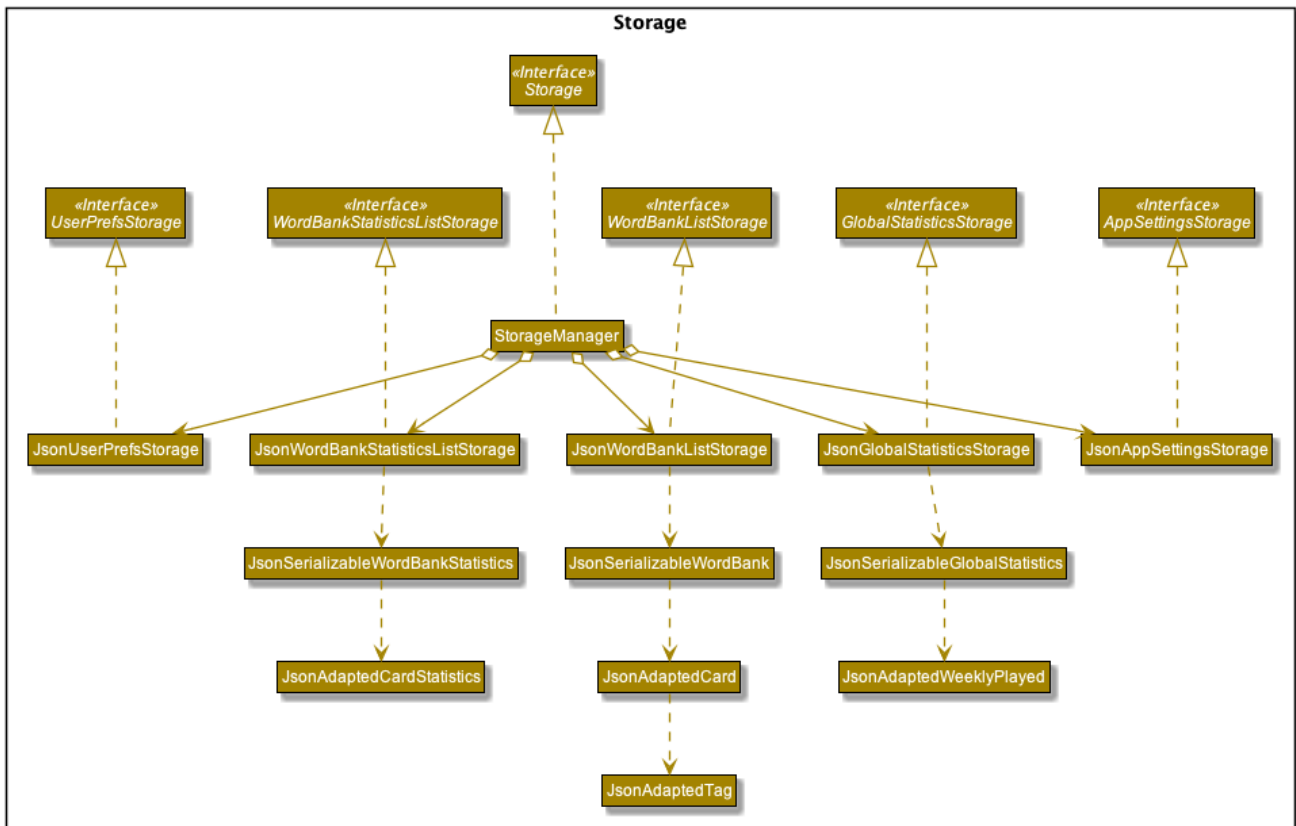 Storage
«Interface»
Storage
«Interface»
UserPrefsStorage
«Interface»
WordBankStatisticsListStorage
«Interface»
WordBankListStorage
«Interface»
GlobalStatisticsStorage
«Interface»
AppSettingsStorage
StorageManager
JsonUserPrefsStorage
JsonWordBankStatisticsListStorage
JsonWordBankListStorage
JsonGlobalStatisticsStorage
JsonAppSettingsStorage
JsonSerializableWordBankStatistics
JsonSerializableWordBank
JsonSerializableGlobalStatistics
JsonAdaptedCardStatistics
JsonAdaptedCard
JsonAdaptedWeeklyPlayed
JsonAdaptedTag